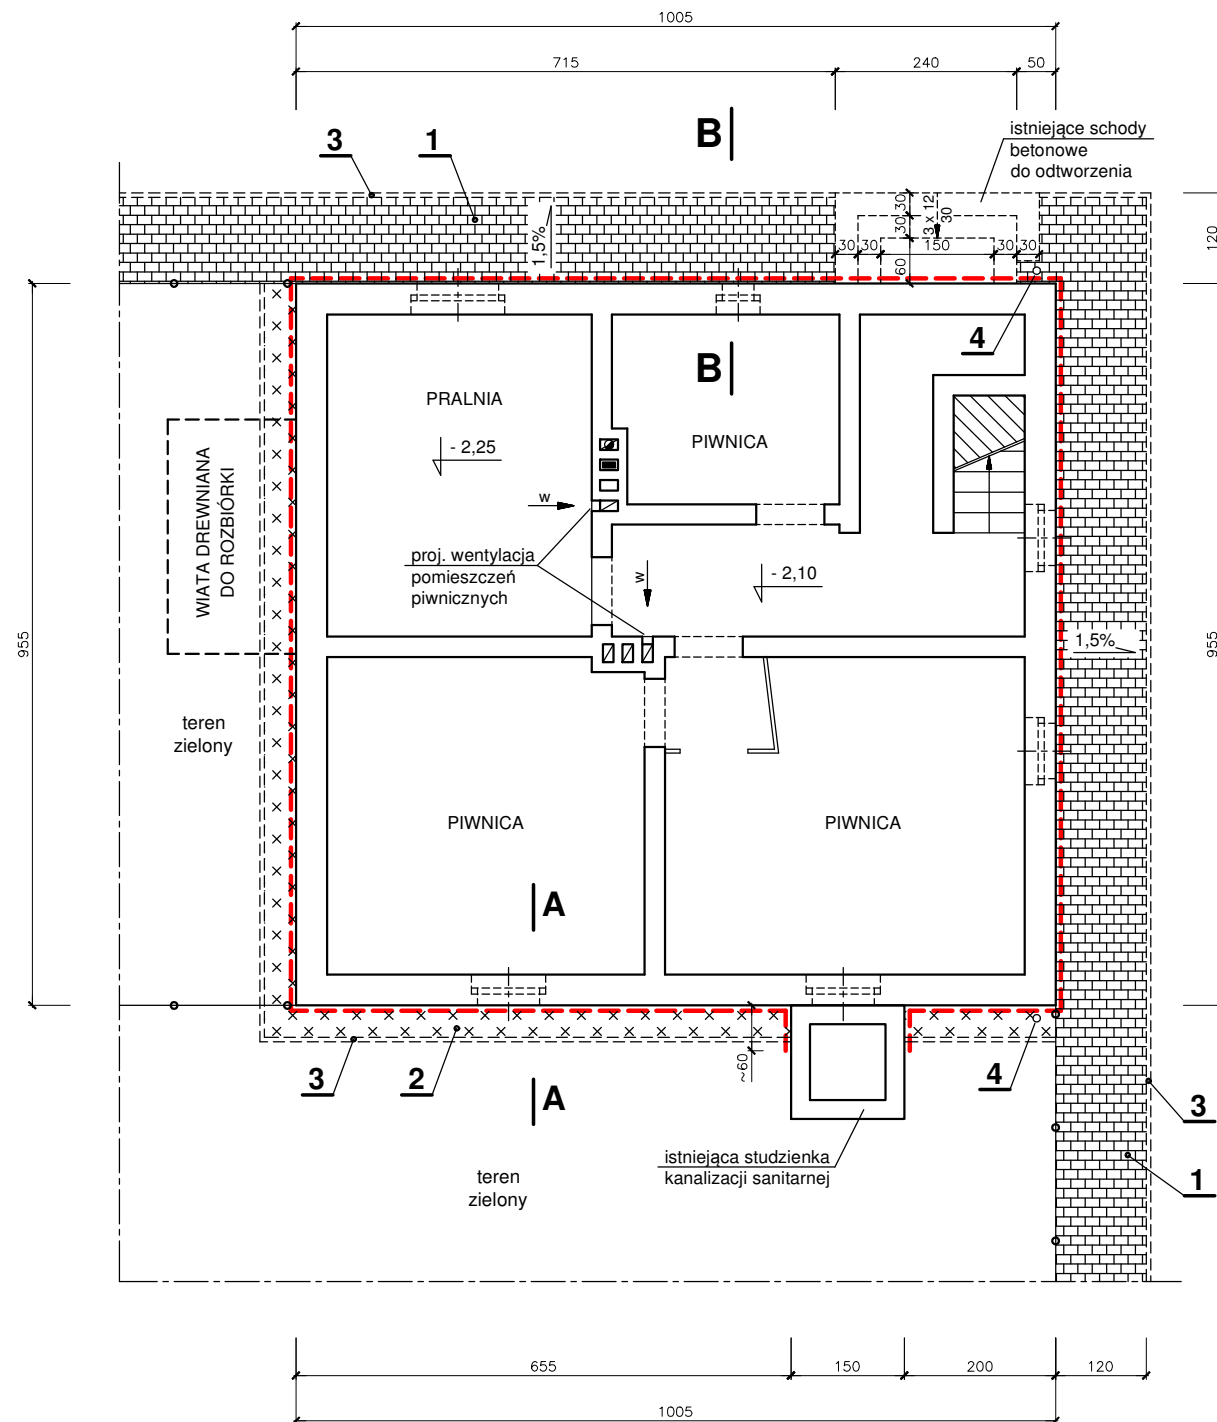 1005
715
240
50
B
3
1
istniejące schody
betonowe
do odtworzenia
1,5%
30
30
3 x 12
30
30
30
150
30
30
60
120
4
B
PRALNIA
- 2,25
PIWNICA
WIATA DREWNIANA
DO ROZBIÓRKI
w
proj. wentylacja
pomieszczeń
piwnicznych
w
- 2,10
955
1,5%
955
teren
zielony
PIWNICA
PIWNICA
A
~60
3
2
A
4
3
istniejąca studzienka
kanalizacji sanitarnej
teren
zielony
1
655
150
200
120
1005